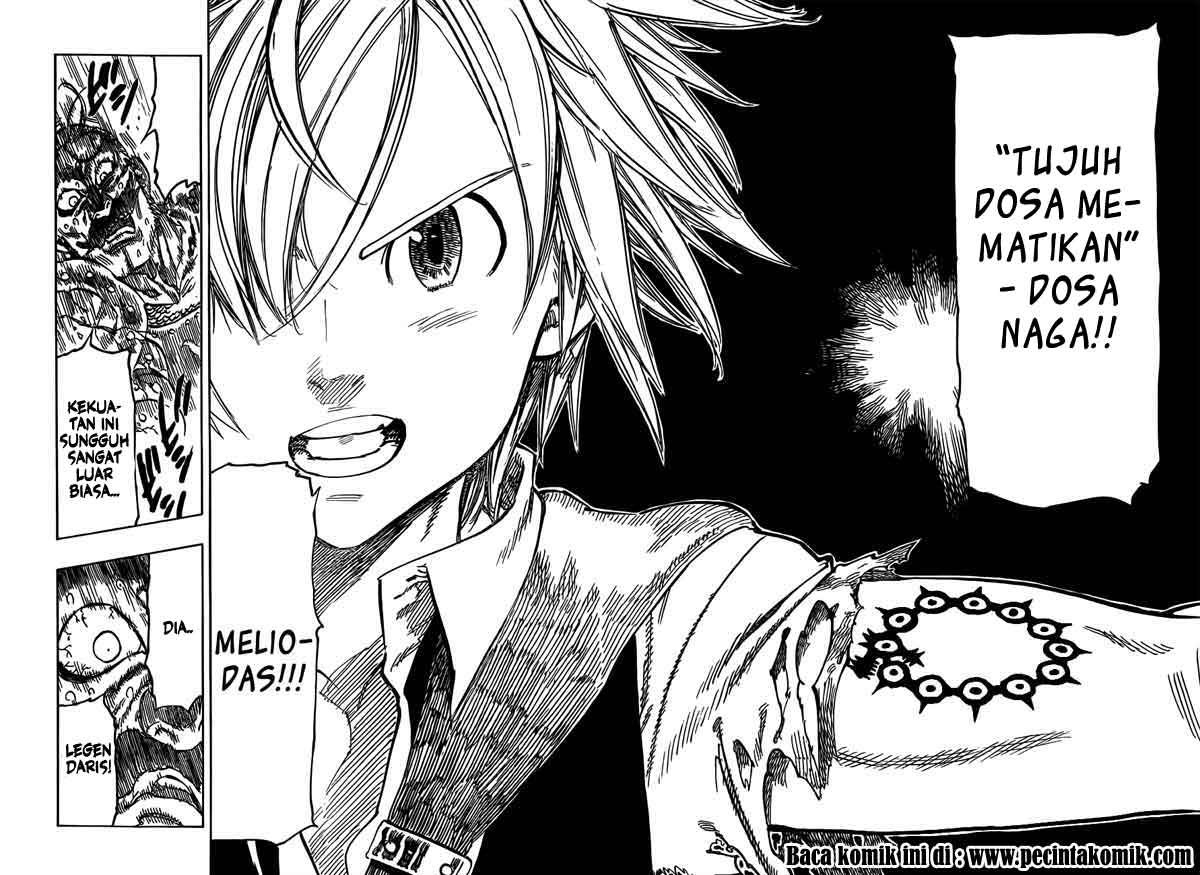 "TUJUH
DOSA ME-
MATIKAN"
- DOSA
NAGA!!
MELIO-
DAS!!!
KEKUA-
TAN INI
SUNGGUH
SANGAT
LUAR
BIASA...
DIA..
LEGEN
DARIS!
Baca komik ini di : www.pecintakomik.com